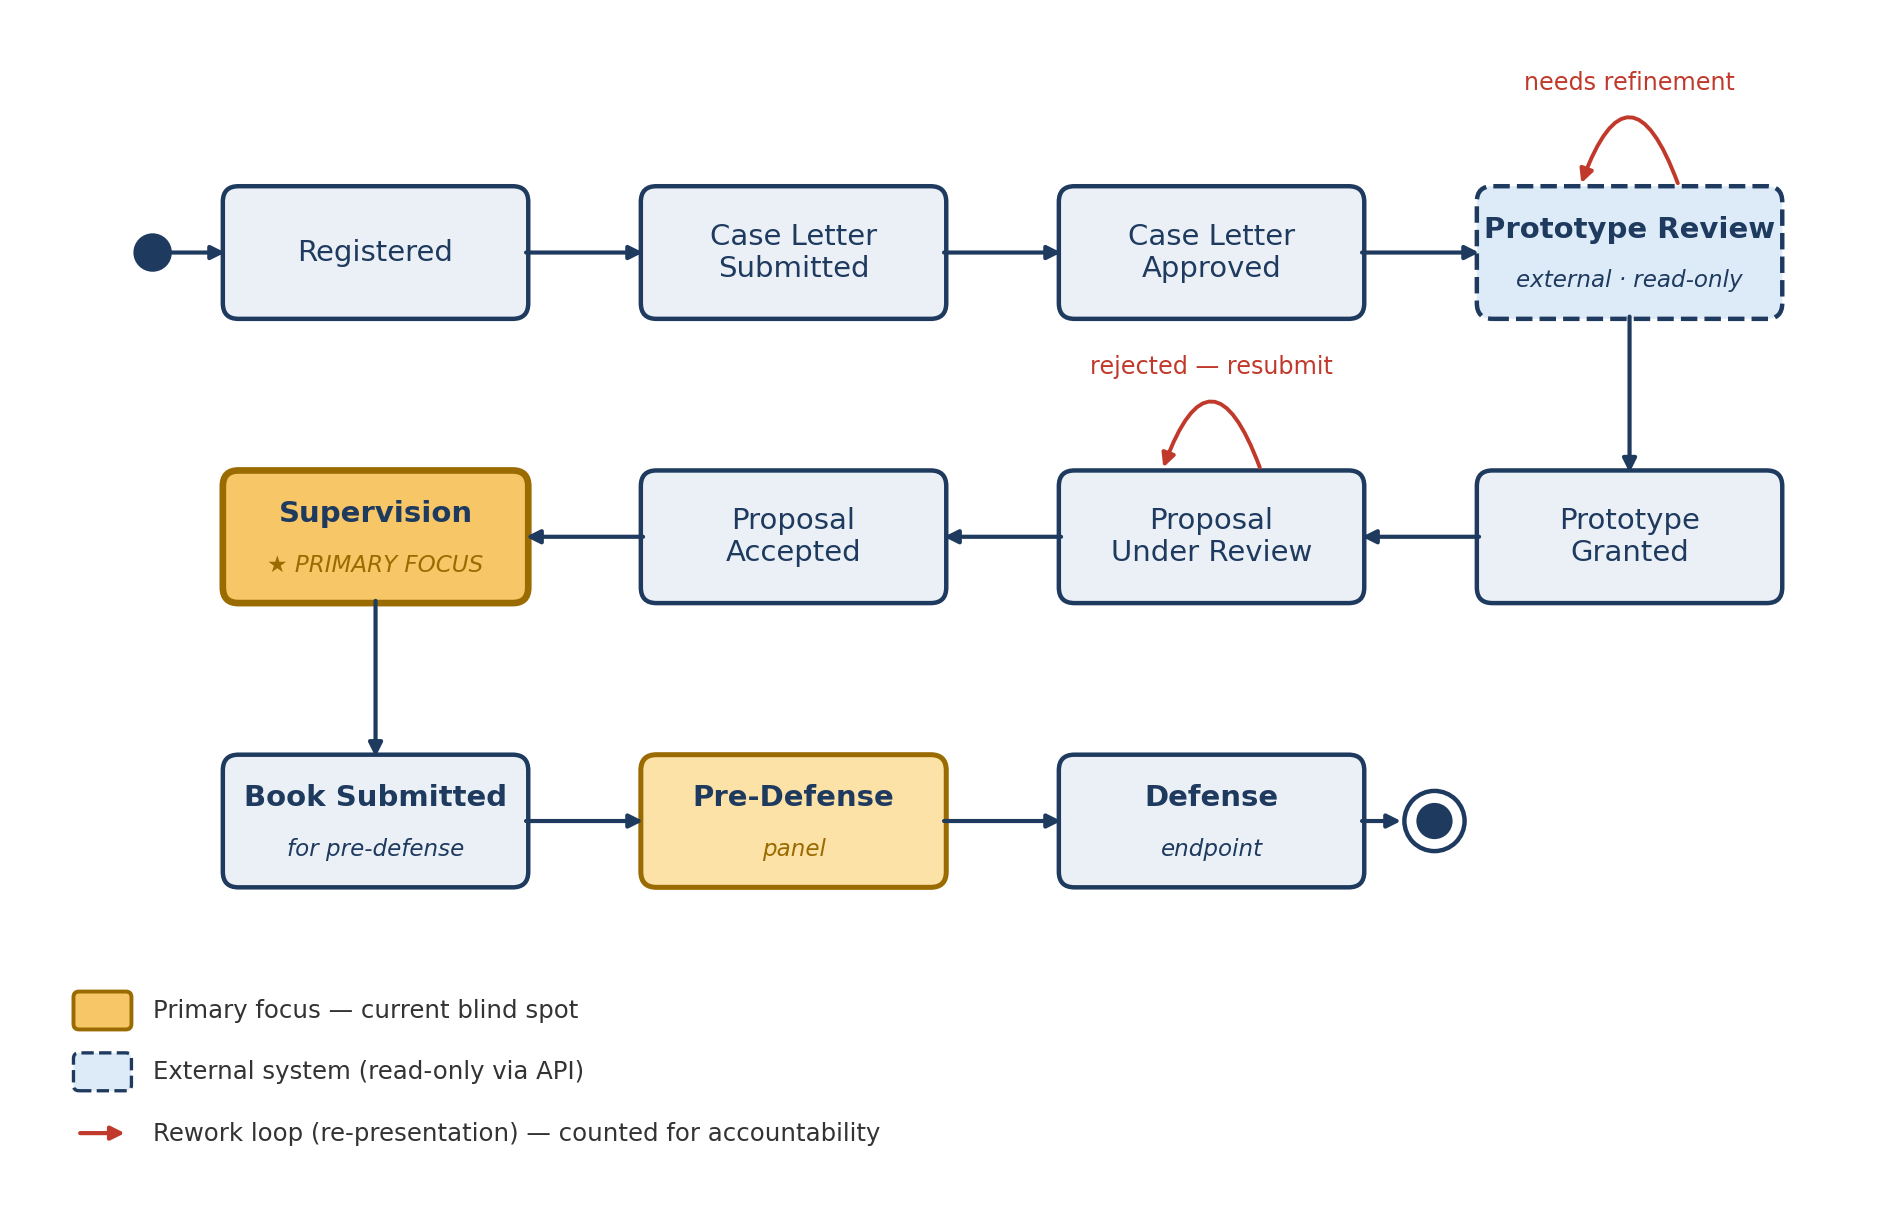 needs refinement
Registered
Case Letter
Submitted
Case Letter
Approved
Prototype Review
external · read-only
rejected — resubmit
Supervision
★ PRIMARY FOCUS
Proposal
Accepted
Proposal
Under Review
Prototype
Granted
Book Submitted
for pre-defense
Pre-Defense
panel
Defense
endpoint
Primary focus — current blind spot
External system (read-only via API)
Rework loop (re-presentation) — counted for accountability